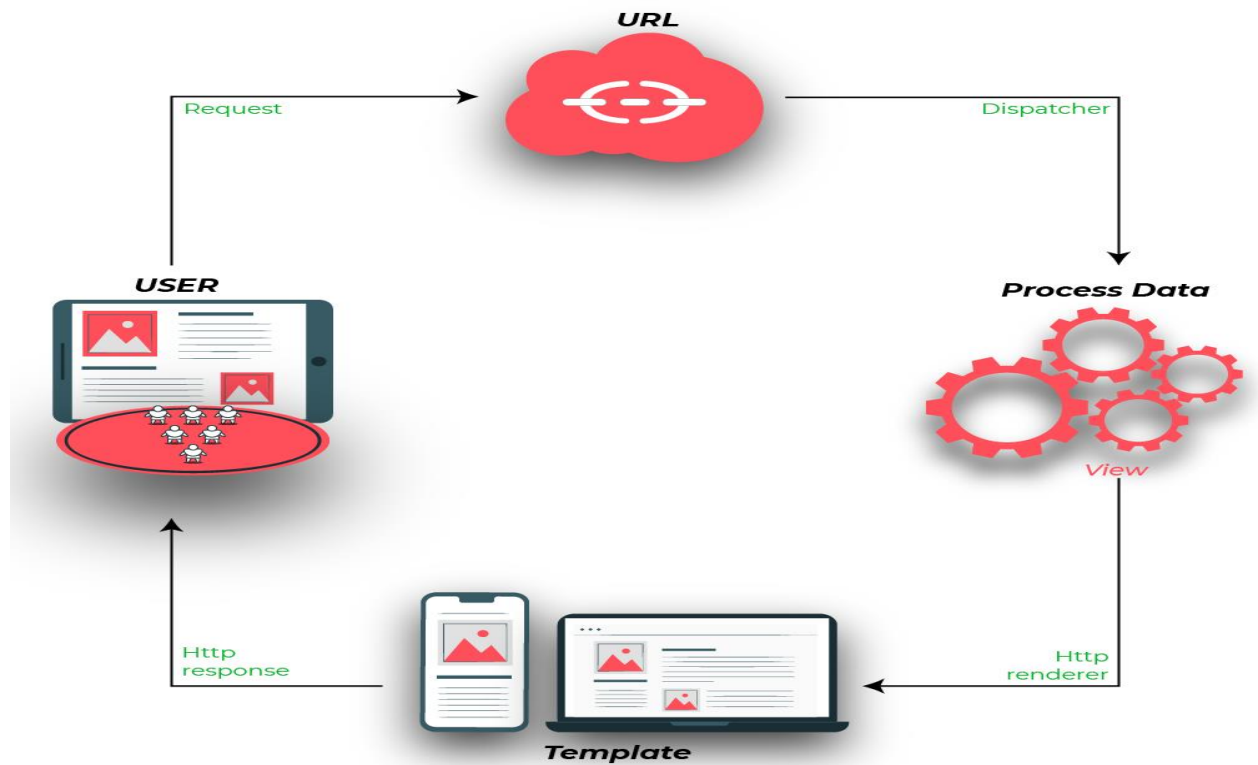 URL
Request
Dispatcher
USER
Process Data
View
Http
response
Http
renderer
Template